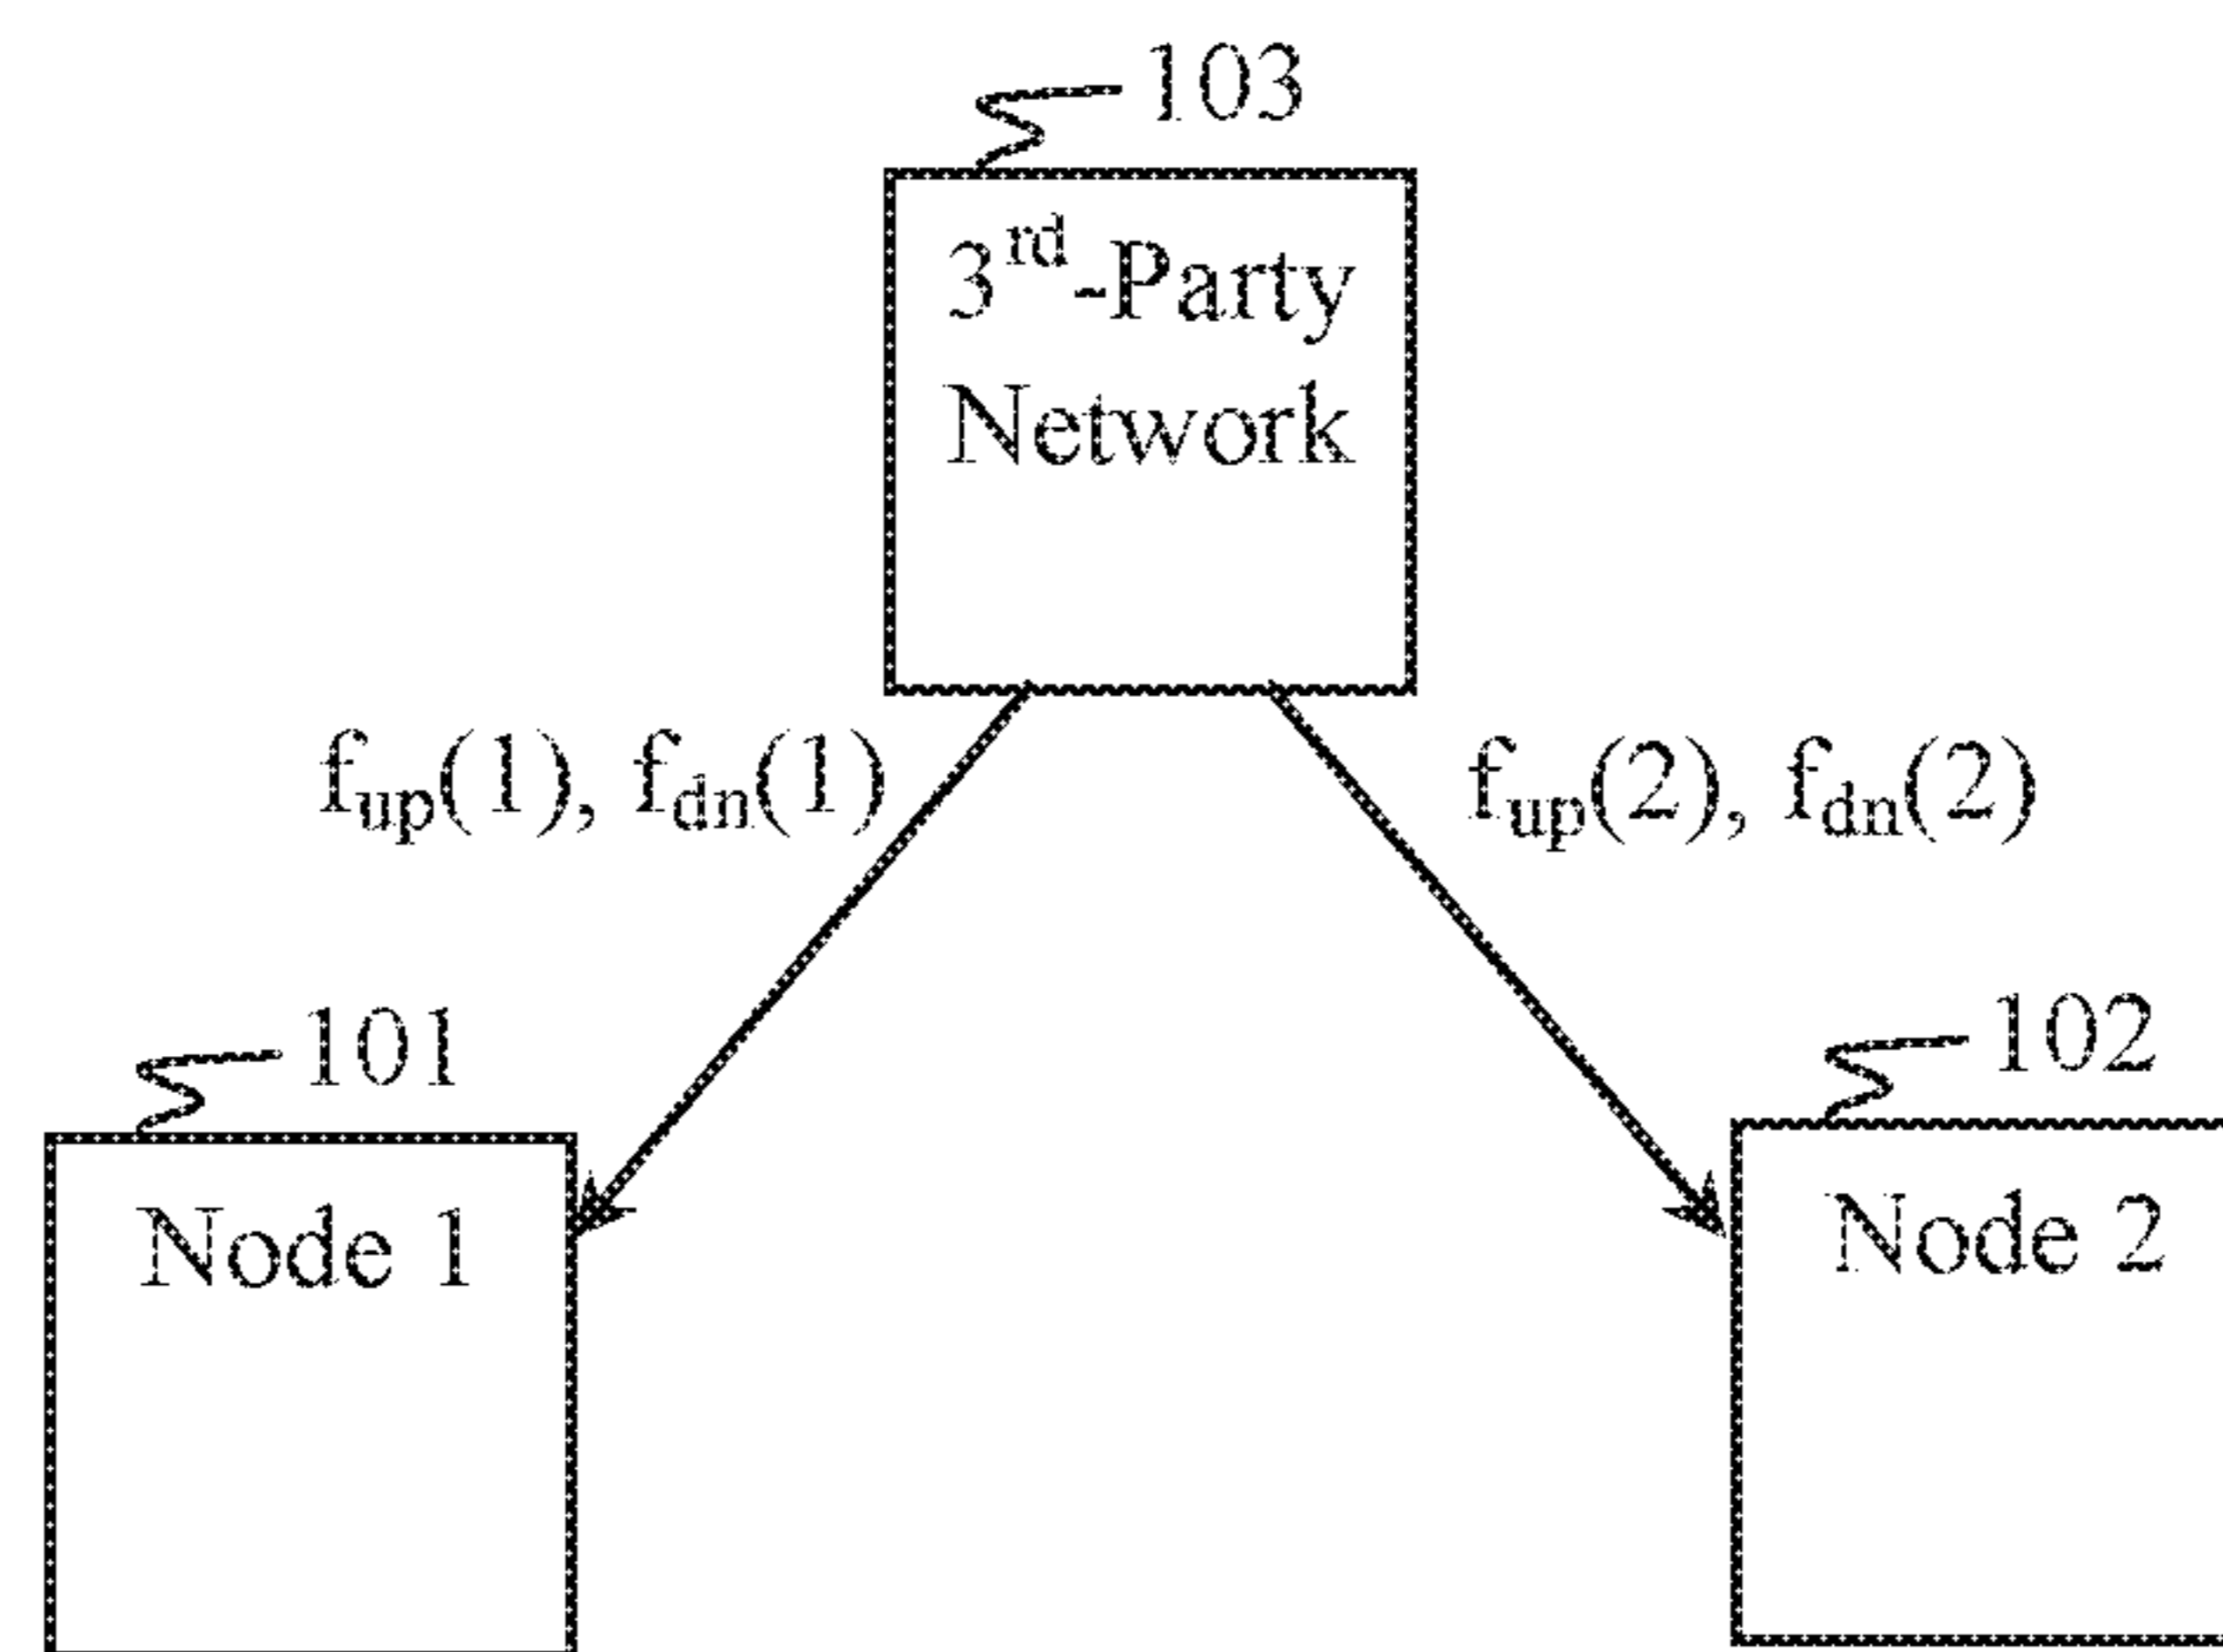 103
3rd-Party
Network
fup(1), fdn(1)
fup(2), fdn(2)
101
102
Node 1
Node 2